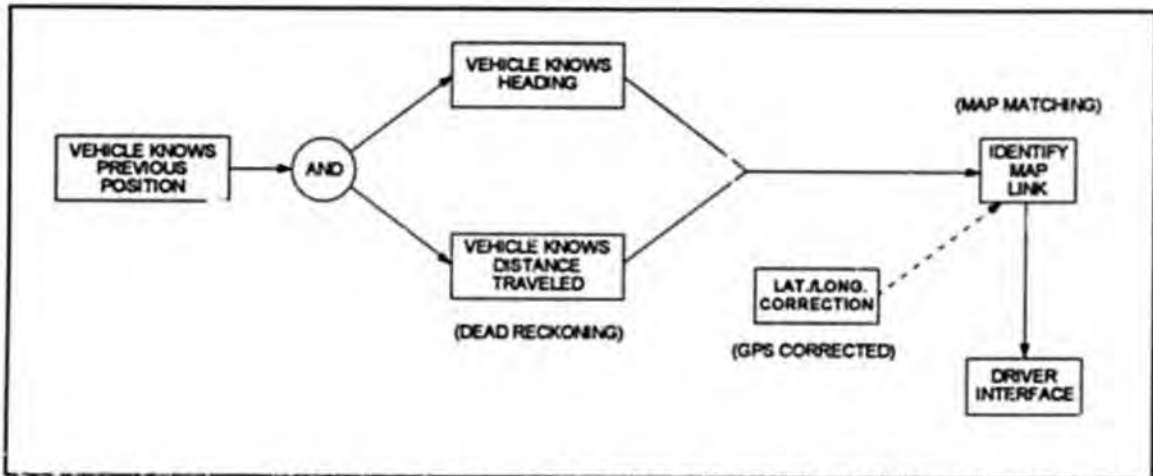 VEHICLE KNOWS
PREVIOUS
POSITION
AND
VEHICLE KNOWS
HEADING
VEHICLE KNOWS
DISTANCE
TRAVELED
(DEAD RECKONING)
(MAP MATCHING)
IDENTIFY
MAP
LINK
LAT./LONG.
CORRECTION
(GPS CORRECTED)
DRIVER
INTERFACE